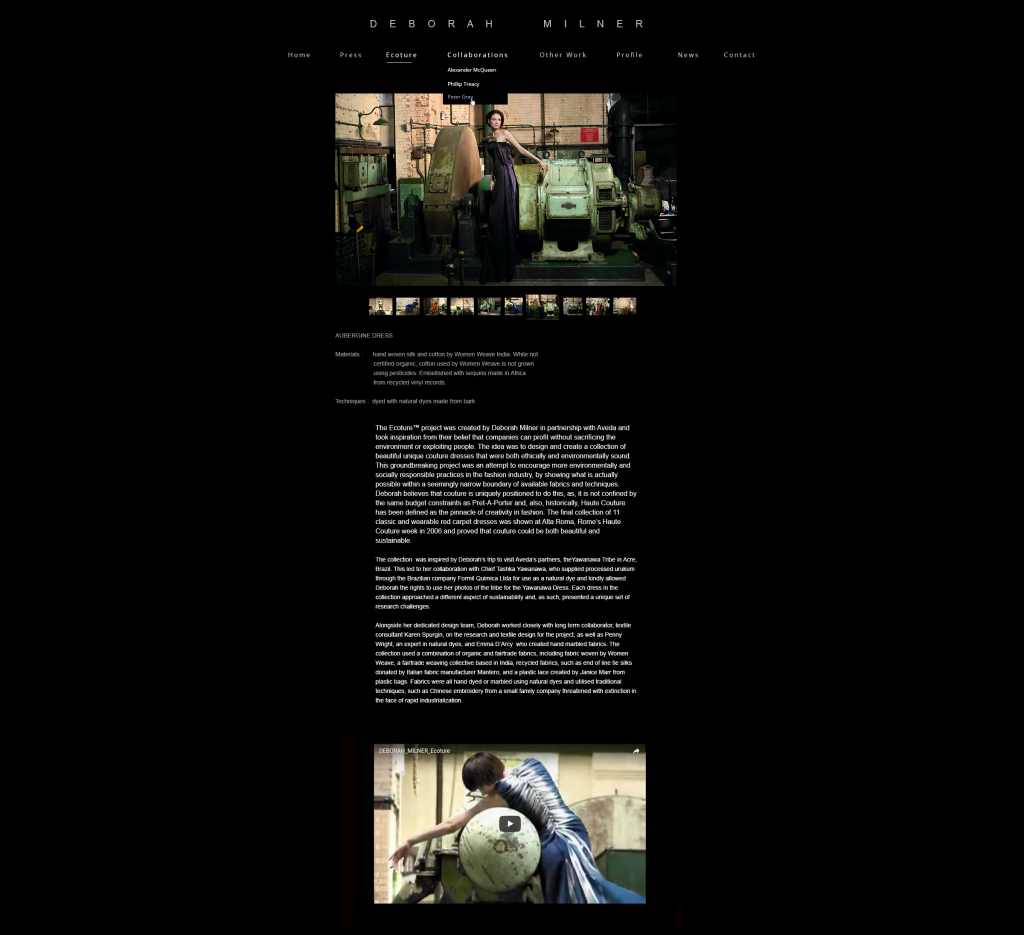 DEBORAH MILNER
Home Press Ecoture Collaborations Other Work Profile News Contact
Alexander McQueen
Phillip Treacy
Peter Grey
AUBERGINE DRESS
Materials : hand woven silk and cotton by Women Weave India. While not
certified organic, cotton used by Women Weave is not grown
using pesticides. Embellished with sequins made in Africa
from recycled vinyl records.
Techniques : dyed with natural dyes made from bark
The Ecoture™ project was created by Deborah Milner in partnership with Aveda and
took inspiration from their belief that companies can profit without sacrificing the
environment or exploiting people. The idea was to design and create a collection of
beautiful unique couture dresses that were both ethically and environmentally sound.
This groundbreaking project was an attempt to encourage more environmentally and
socially responsible practices in the fashion industry, by showing what is actually
possible within a seemingly narrow boundary of available fabrics and techniques.
Deborah believes that couture is uniquely positioned to do this, as, it is not confined by
the same budget constraints as Pret-A-Porter and, also, historically, Haute Couture
has been defined as the pinnacle of creativity in fashion. The final collection of 11
classic and wearable red carpet dresses was shown at Alta Roma, Rome's Haute
Couture week in 2006 and proved that couture could be both beautiful and
sustainable.
The collection was inspired by Deborah's trip to visit Aveda's partners, theYawanawa Tribe in Acre,
Brazil. This led to her collaboration with Chief Tashka Yawanawa, who supplied processed urukum
through the Brazilian company Formil Quimica Ltda for use as a natural dye and kindly allowed
Deborah the rights to use her photos of the tribe for the Yawanawa Dress. Each dress in the
collection approached a different aspect of sustainability and, as such, presented a unique set of
research challenges.
Alongside her dedicated design team, Deborah worked closely with long term collaborator, textile
consultant Karen Spurgin, on the research and textile design for the project, as well as Penny
Wright, an expert in natural dyes, and Emma D'Arcy who created hand marbled fabrics. The
collection used a combination of organic and fairtrade fabrics, including fabric woven by Women
Weave, a fairtrade weaving collective based in India, recycled fabrics, such as end of line tie silks
donated by Italian fabric manufacturer Mantero, and a plastic lace created by Janice Marr from
plastic bags. Fabrics were all hand dyed or marbled using natural dyes and utilised traditional
techniques, such as Chinese embroidery from a small family company threatened with extinction in
the face of rapid industrialization.
DEBORAH_MILNER_Ecoture